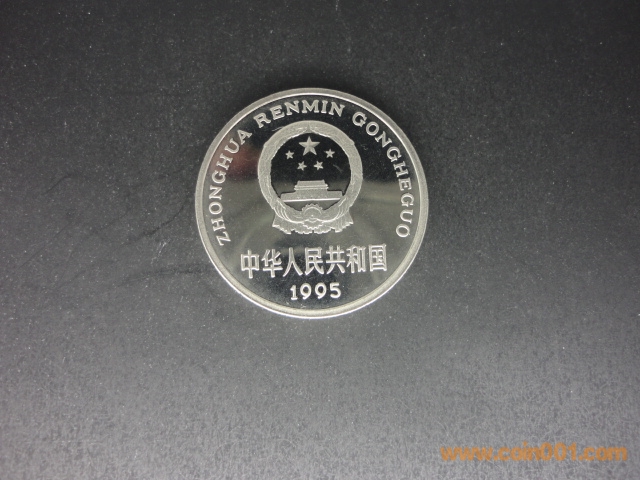 ZHONGHUA RENMIN GONGHEGUO
中华人民共和国
1995
www.coin001.com